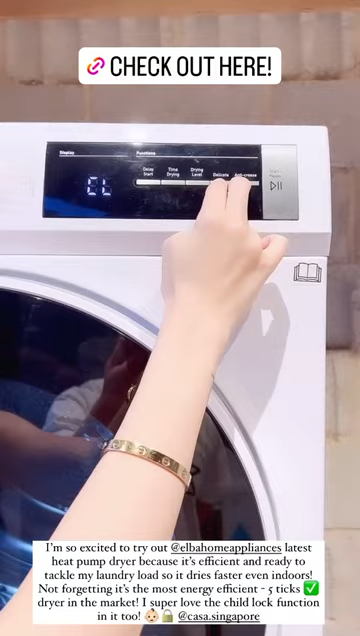 CHECK OUT HERE!
Display
Functions
Delay
Start
Time
Drying
Drying
Level
Delicate
Anti-crease
CL
I'm so excited to try out @elbahomeappliances latest
heat pump dryer because it's efficient and ready to
tackle my laundry load so it dries faster even indoors!
Not forgetting it's the most energy efficient - 5 ticks ✅
dryer in the market! I super love the child lock function
in it too! 👶🏻🔒 @casa.singapore